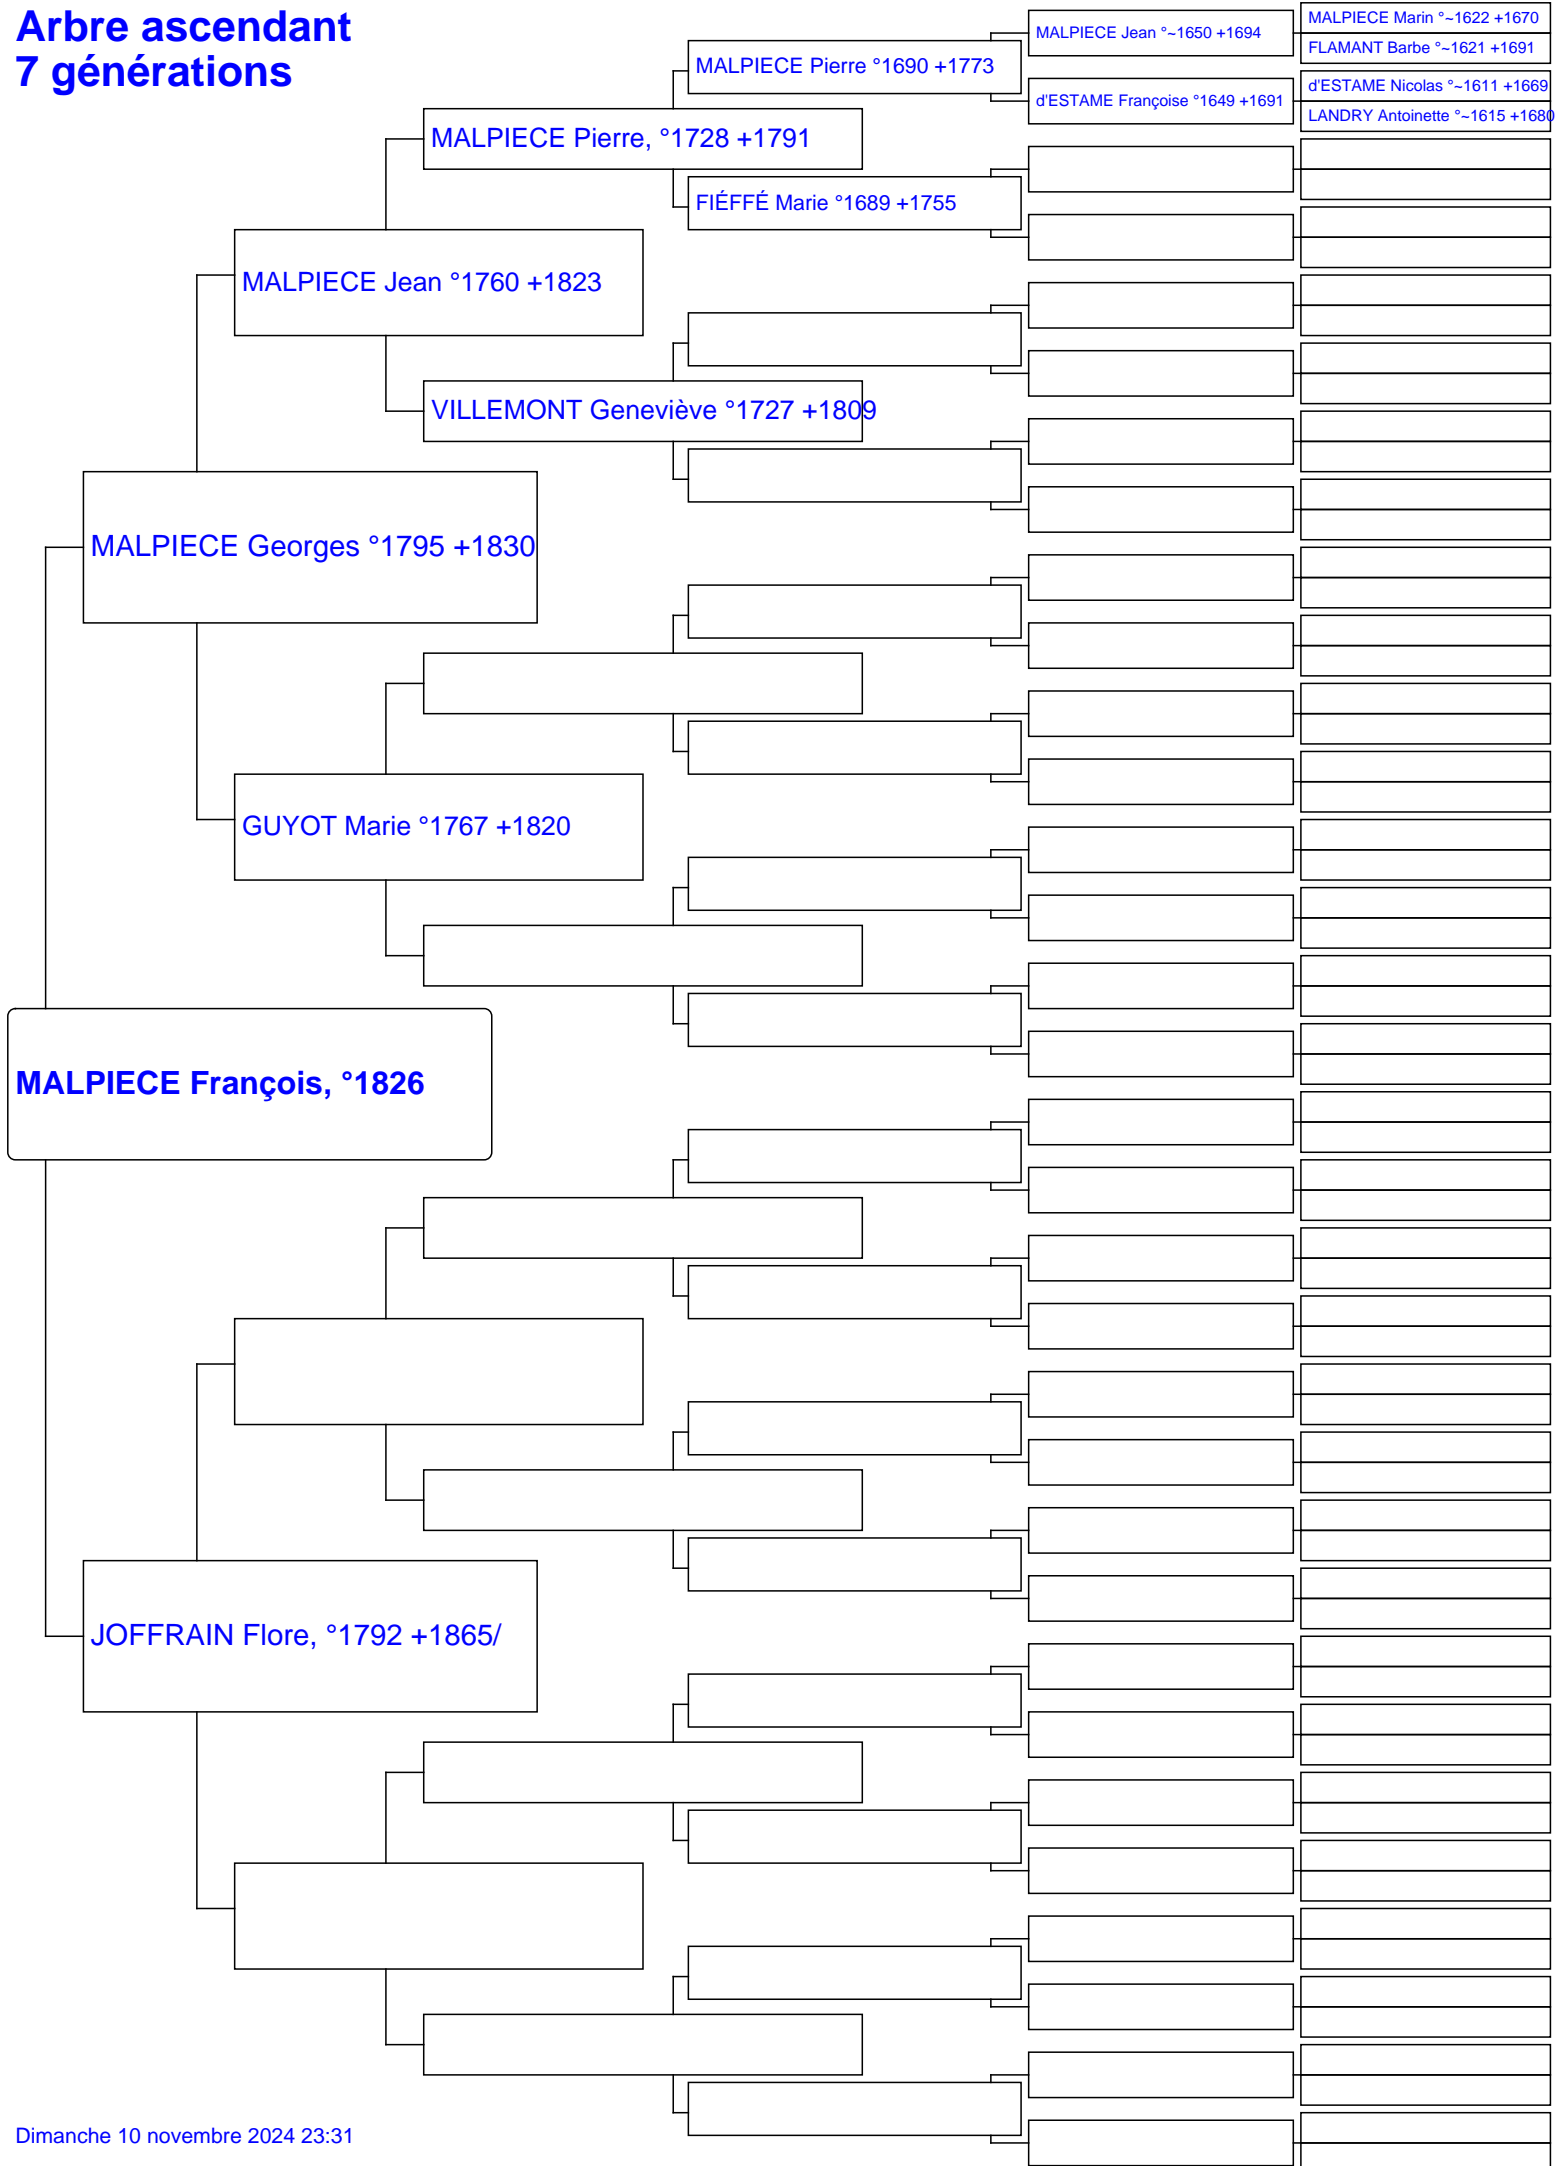 Arbre ascendant
7 générations
MALPIECE Marin °~1622 +1670
MALPIECE Jean °~1650 +1694
FLAMANT Barbe °~1621 +1691
MALPIECE Pierre °1690 +1773
d'ESTAME Nicolas °~1611 +1669
d'ESTAME Françoise °1649 +1691
LANDRY Antoinette °~1615 +1680
MALPIECE Pierre, °1728 +1791
FIÉFFÉ Marie °1689 +1755
MALPIECE Jean °1760 +1823
VILLEMONT Geneviève °1727 +1809
MALPIECE Georges °1795 +1830
GUYOT Marie °1767 +1820
MALPIECE François, °1826
JOFFRAIN Flore, °1792 +1865/
Dimanche 10 novembre 2024 23:31